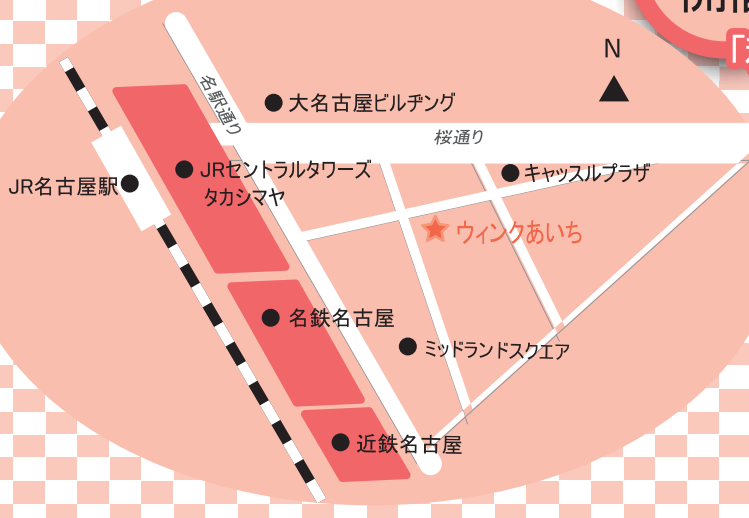 N
名駅通り
大名古屋ビルヂング
桜通り
JRセントラルタワーズ
タカシマヤ
キャッスルプラザ
JR名古屋駅
ウィンクあいち
名鉄名古屋
ミッドランドスクエア
近鉄名古屋